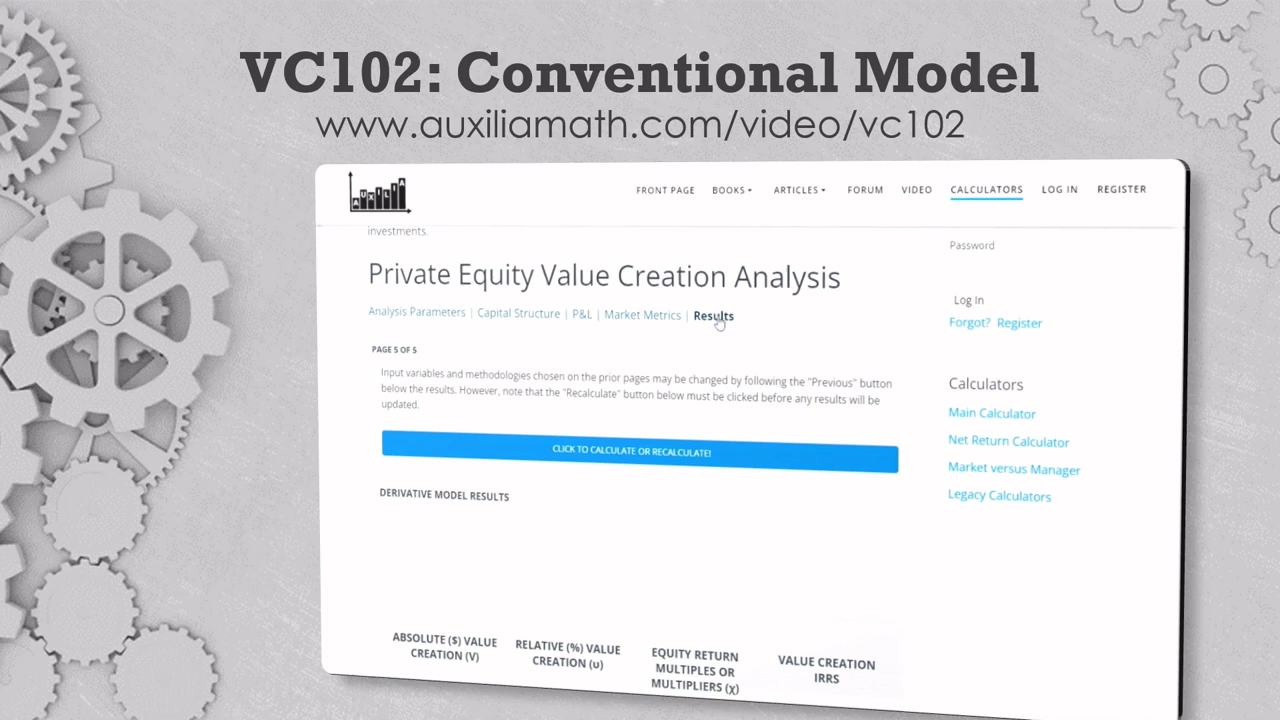 VC102: Conventional Model
www.auxiliamath.com/video/vc102
AUXILIA
FRONT PAGE BOOKS ARTICLES FORUM VIDEO CALCULATORS LOG IN REGISTER
investments.
Private Equity Value Creation Analysis
Analysis Parameters | Capital Structure | P&L | Market Metrics | Results
PAGE 5 OF 5
Input variables and methodologies chosen on the prior pages may be changed by following the "Previous" button
below the results. However, note that the "Recalculate" button below must be clicked before any results will be
updated.
CLICK TO CALCULATE OR RECALCULATE!
DERIVATIVE MODEL RESULTS
ABSOLUTE ($) VALUE
CREATION (V)
RELATIVE (%) VALUE
CREATION (υ)
EQUITY RETURN
MULTIPLES OR
MULTIPLIERS (χ)
VALUE CREATION
IRRS
Password
Log In
Forgot? Register
Calculators
Main Calculator
Net Return Calculator
Market versus Manager
Legacy Calculators